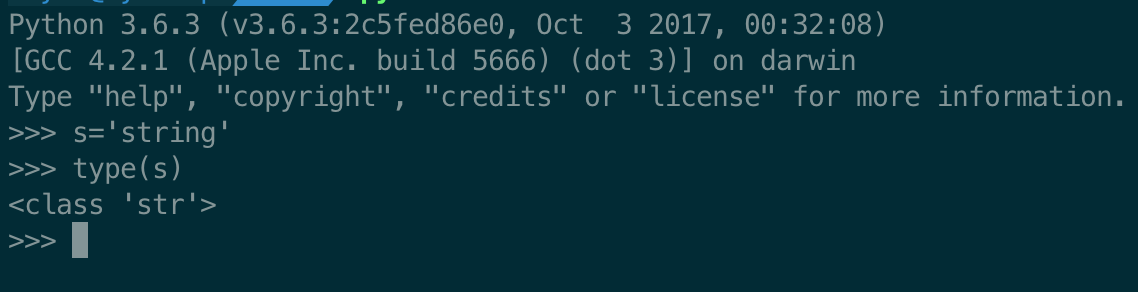 Python 3.6.3 (v3.6.3:2c5fed86e0, Oct  3 2017, 00:32:08)
[GCC 4.2.1 (Apple Inc. build 5666) (dot 3)] on darwin
Type "help", "copyright", "credits" or "license" for more information.
>>> s='string'
>>> type(s)
<class 'str'>
>>>